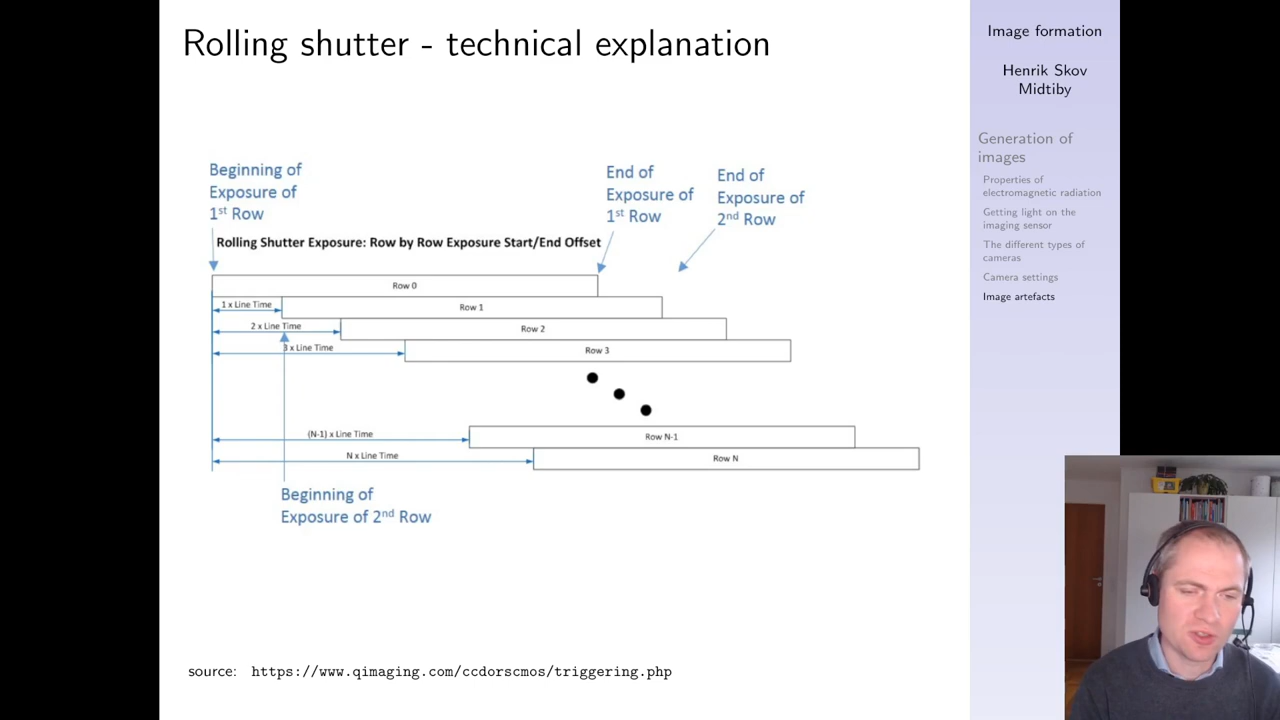 Rolling shutter - technical explanation
Beginning of
Exposure of
1st Row
End of
Exposure of
1st Row
End of
Exposure of
2nd Row
Rolling Shutter Exposure: Row by Row Exposure Start/End Offset
Row 0
1 x Line Time
Row 1
2 x Line Time
Row 2
3 x Line Time
Row 3
(N-1) x Line Time
Row N-1
N x Line Time
Row N
Beginning of
Exposure of 2nd Row
source: https://www.qimaging.com/ccdorscmos/triggering.php
Image formation
Henrik Skov
Midtiby
Generation of
images
Properties of
electromagnetic radiation
Getting light on the
imaging sensor
The different types of
cameras
Camera settings
Image artefacts